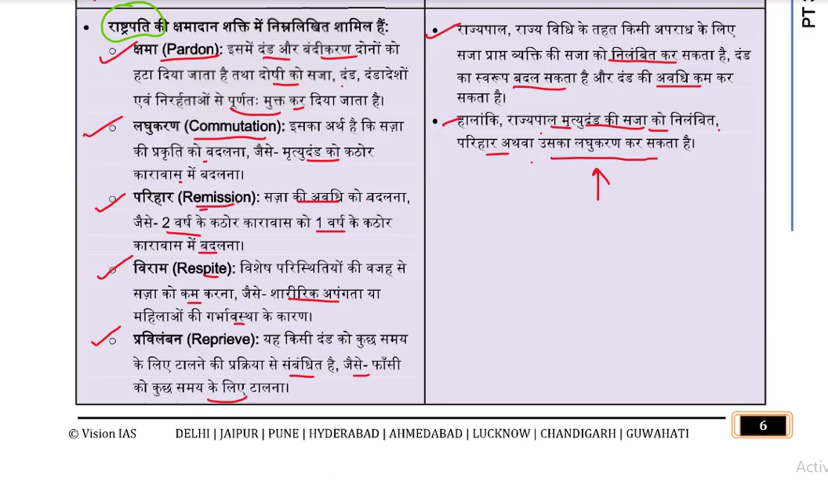 • राष्ट्रपति की क्षमादान शक्ति में निम्नलिखित शामिल हैं:
○ क्षमा (Pardon): इसमें दंड और बंदीकरण दोनों को
हटा दिया जाता है तथा दोषी को सजा, दंड, दंडादेशों
एवं निरर्हताओं से पूर्णतः मुक्त कर दिया जाता है।
○ लघुकरण (Commutation): इसका अर्थ है कि सज़ा
की प्रकृति को बदलना, जैसे- मृत्युदंड को कठोर
कारावास में बदलना।
○ परिहार (Remission): सज़ा की अवधि को बदलना,
जैसे- 2 वर्ष के कठोर कारावास को 1 वर्ष के कठोर
कारावास में बदलना।
○ विराम (Respite): विशेष परिस्थितियों की वजह से
सज़ा को कम करना, जैसे- शारीरिक अपंगता या
महिलाओं की गर्भावस्था के कारण।
○ प्रविलंबन (Reprieve): यह किसी दंड को कुछ समय
के लिए टालने की प्रक्रिया से संबंधित है, जैसे- फाँसी
को कुछ समय के लिए टालना।
• राज्यपाल, राज्य विधि के तहत किसी अपराध के लिए
सजा प्राप्त व्यक्ति की सजा को निलंबित कर सकता है, दंड
का स्वरूप बदल सकता है और दंड की अवधि कम कर
सकता है।
• हालांकि, राज्यपाल मृत्युदंड की सजा को निलंबित,
परिहार अथवा उसका लघुकरण कर सकता है।
PT
© Vision IAS
DELHI | JAIPUR | PUNE | HYDERABAD | AHMEDABAD | LUCKNOW | CHANDIGARH | GUWAHATI
6
Activ